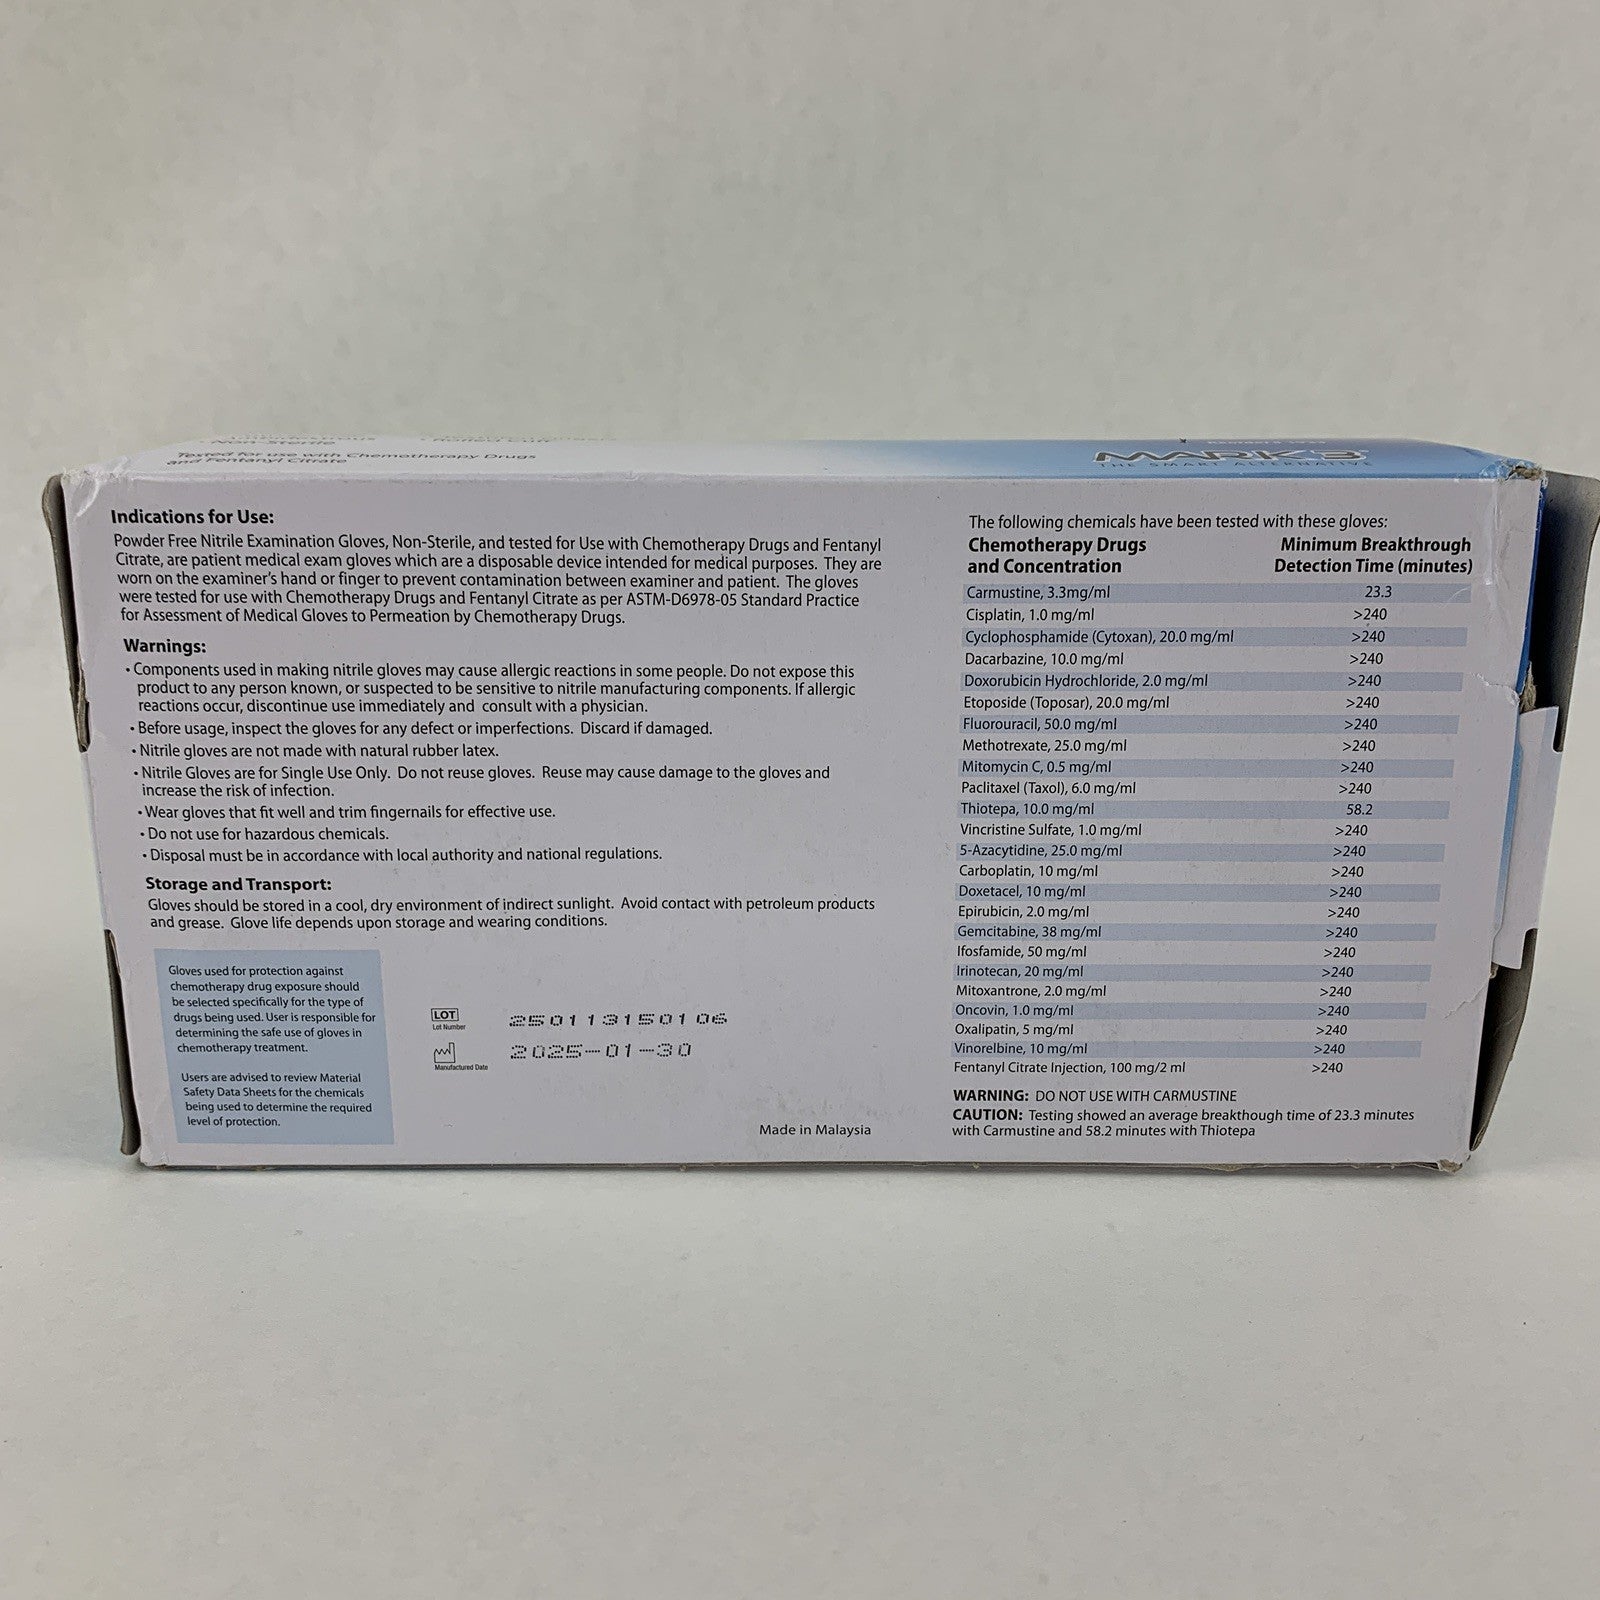 Non-Sterile
Tested for use with Chemotherapy Drugs
and Fentanyl Citrate
MARK3
THE SMART ALTERNATIVE
Indications for Use:
Powder Free Nitrile Examination Gloves, Non-Sterile, and tested for Use with Chemotherapy Drugs and Fentanyl
Citrate, are patient medical exam gloves which are a disposable device intended for medical purposes. They are
worn on the examiner's hand or finger to prevent contamination between examiner and patient. The gloves
were tested for use with Chemotherapy Drugs and Fentanyl Citrate as per ASTM-D6978-05 Standard Practice
for Assessment of Medical Gloves to Permeation by Chemotherapy Drugs.
Warnings:
• Components used in making nitrile gloves may cause allergic reactions in some people. Do not expose this
product to any person known, or suspected to be sensitive to nitrile manufacturing components. If allergic
reactions occur, discontinue use immediately and consult with a physician.
• Before usage, inspect the gloves for any defect or imperfections. Discard if damaged.
• Nitrile gloves are not made with natural rubber latex.
• Nitrile Gloves are for Single Use Only. Do not reuse gloves. Reuse may cause damage to the gloves and
increase the risk of infection.
• Wear gloves that fit well and trim fingernails for effective use.
• Do not use for hazardous chemicals.
• Disposal must be in accordance with local authority and national regulations.
Storage and Transport:
Gloves should be stored in a cool, dry environment of indirect sunlight. Avoid contact with petroleum products
and grease. Glove life depends upon storage and wearing conditions.
Gloves used for protection against
chemotherapy drug exposure should
be selected specifically for the type of
drugs being used. User is responsible for
determining the safe use of gloves in
chemotherapy treatment.
Users are advised to review Material
Safety Data Sheets for the chemicals
being used to determine the required
level of protection.
LOT 250113150106
Lot Number
2025-01-30
Manufactured Date
Made in Malaysia
The following chemicals have been tested with these gloves:
Chemotherapy Drugs Minimum Breakthrough
and Concentration Detection Time (minutes)
Carmustine, 3.3mg/ml 23.3
Cisplatin, 1.0 mg/ml >240
Cyclophosphamide (Cytoxan), 20.0 mg/ml >240
Dacarbazine, 10.0 mg/ml >240
Doxorubicin Hydrochloride, 2.0 mg/ml >240
Etoposide (Toposar), 20.0 mg/ml >240
Fluorouracil, 50.0 mg/ml >240
Methotrexate, 25.0 mg/ml >240
Mitomycin C, 0.5 mg/ml >240
Paclitaxel (Taxol), 6.0 mg/ml >240
Thiotepa, 10.0 mg/ml 58.2
Vincristine Sulfate, 1.0 mg/ml >240
5-Azacytidine, 25.0 mg/ml >240
Carboplatin, 10 mg/ml >240
Doxetacel, 10 mg/ml >240
Epirubicin, 2.0 mg/ml >240
Gemcitabine, 38 mg/ml >240
Ifosfamide, 50 mg/ml >240
Irinotecan, 20 mg/ml >240
Mitoxantrone, 2.0 mg/ml >240
Oncovin, 1.0 mg/ml >240
Oxalipatin, 5 mg/ml >240
Vinorelbine, 10 mg/ml >240
Fentanyl Citrate Injection, 100 mg/2 ml >240
WARNING: DO NOT USE WITH CARMUSTINE
CAUTION: Testing showed an average breakthough time of 23.3 minutes
with Carmustine and 58.2 minutes with Thiotepa